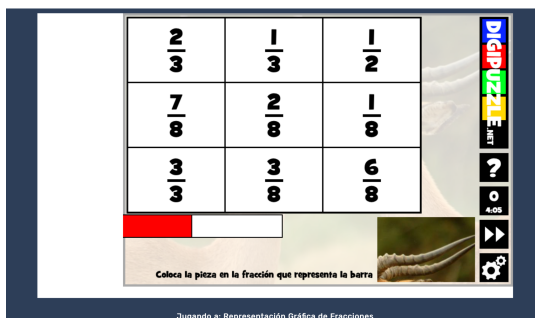 2/3 1/3 1/2
7/8 2/8 1/8
3/3 3/8 6/8
DIGIPUZZLE.NET
?
0
4:05
Coloca la pieza en la fracción que representa la barra
Jugando a: Representación Gráfica de Fracciones